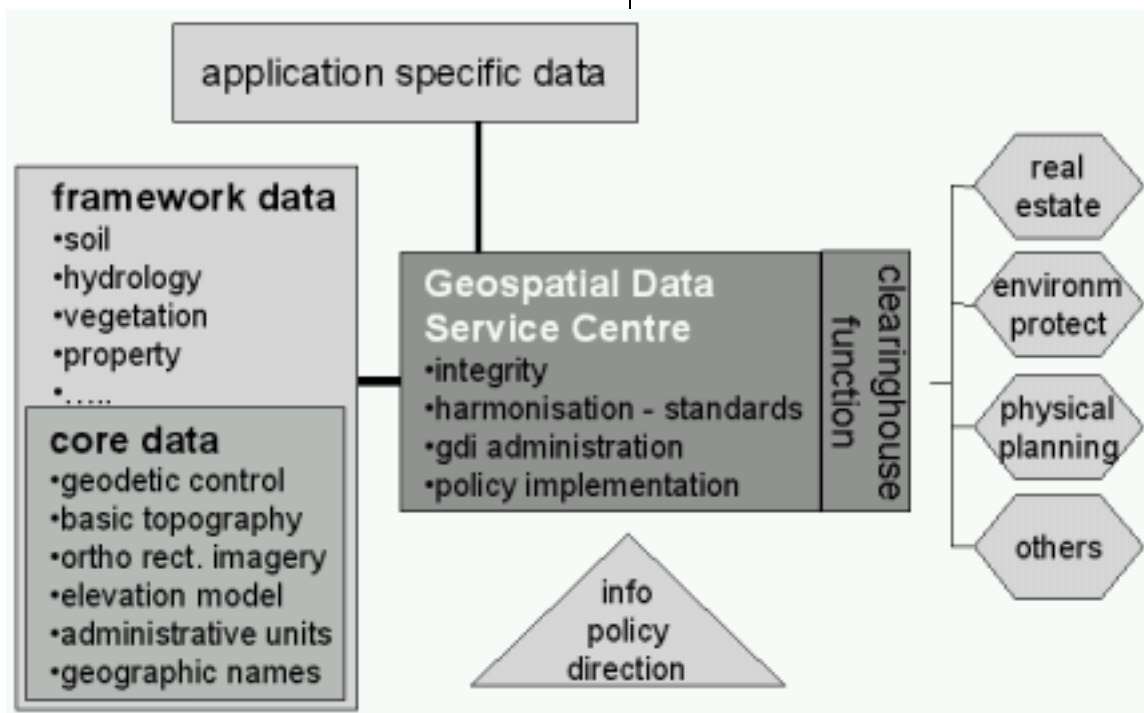 application specific data
framework data
•soil
•hydrology
•vegetation
•property
•.....
core data
•geodetic control
•basic topography
•ortho rect. imagery
•elevation model
•administrative units
•geographic names
Geospatial Data
Service Centre
•integrity
•harmonisation - standards
•gdi administration
•policy implementation
clearinghouse
function
info
policy
direction
real
estate
environm
protect
physical
planning
others